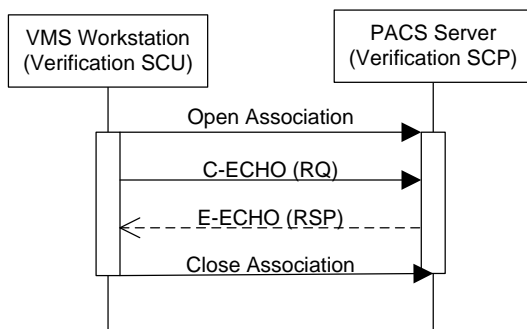 VMS Workstation
(Verification SCU)
PACS Server
(Verification SCP)
Open Association
C-ECHO (RQ)
E-ECHO (RSP)
Close Association